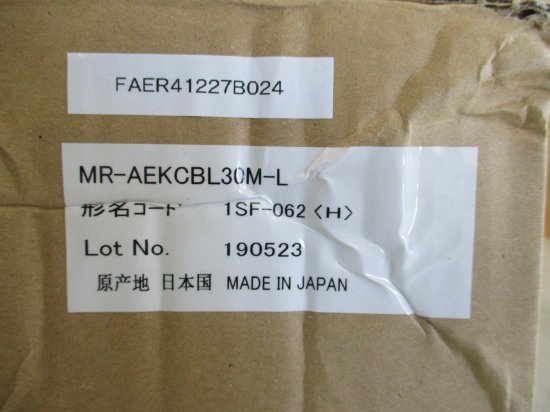 FAER41227B024
MR-AEKCBL30M-L
形名コード 1SF-062〈H〉
Lot No. 190523
原産地 日本国 MADE IN JAPAN